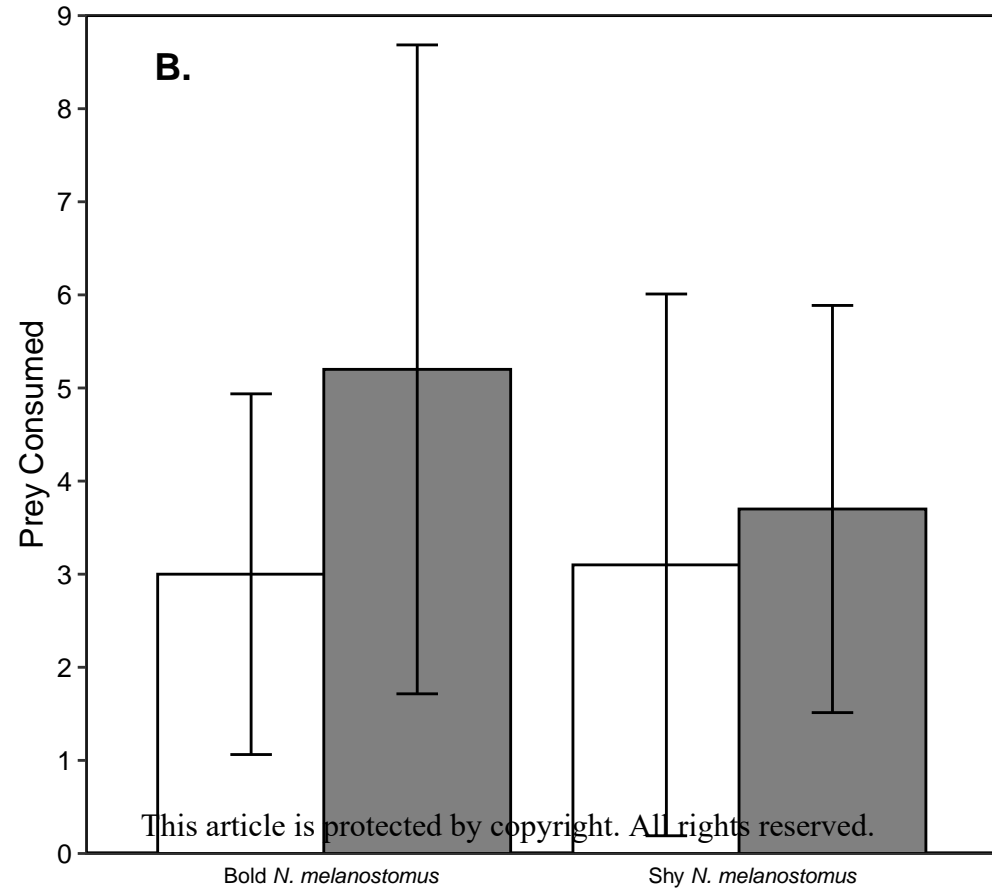 9
B.
8
7
6
5
4
3
2
1
0
Prey Consumed
This article is protected by copyright. All rights reserved.
Bold N. melanostomus
Shy N. melanostomus